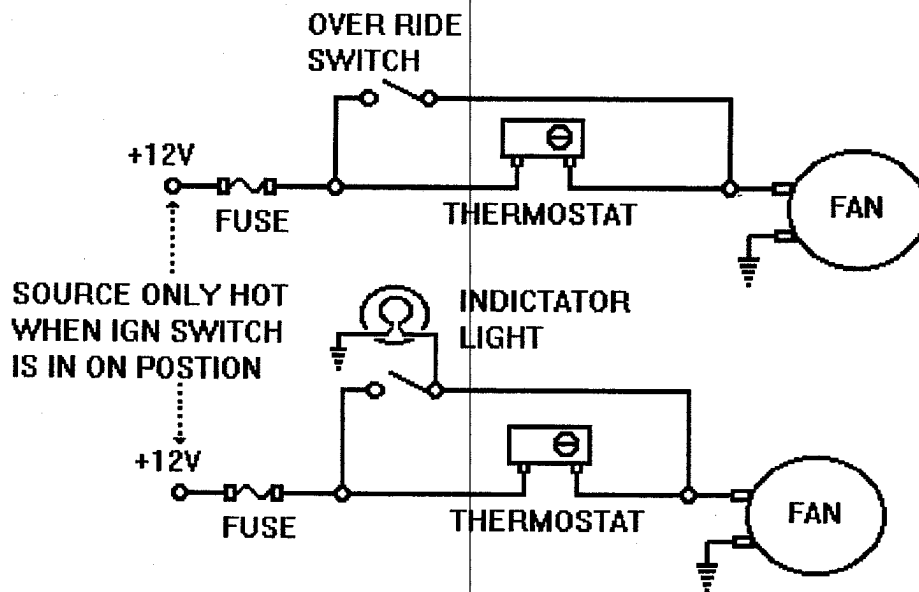 OVER RIDE
SWITCH
+12V
FUSE
THERMOSTAT
FAN
SOURCE ONLY HOT
WHEN IGN SWITCH
IS IN ON POSTION
INDICTATOR
LIGHT
+12V
FUSE
THERMOSTAT
FAN